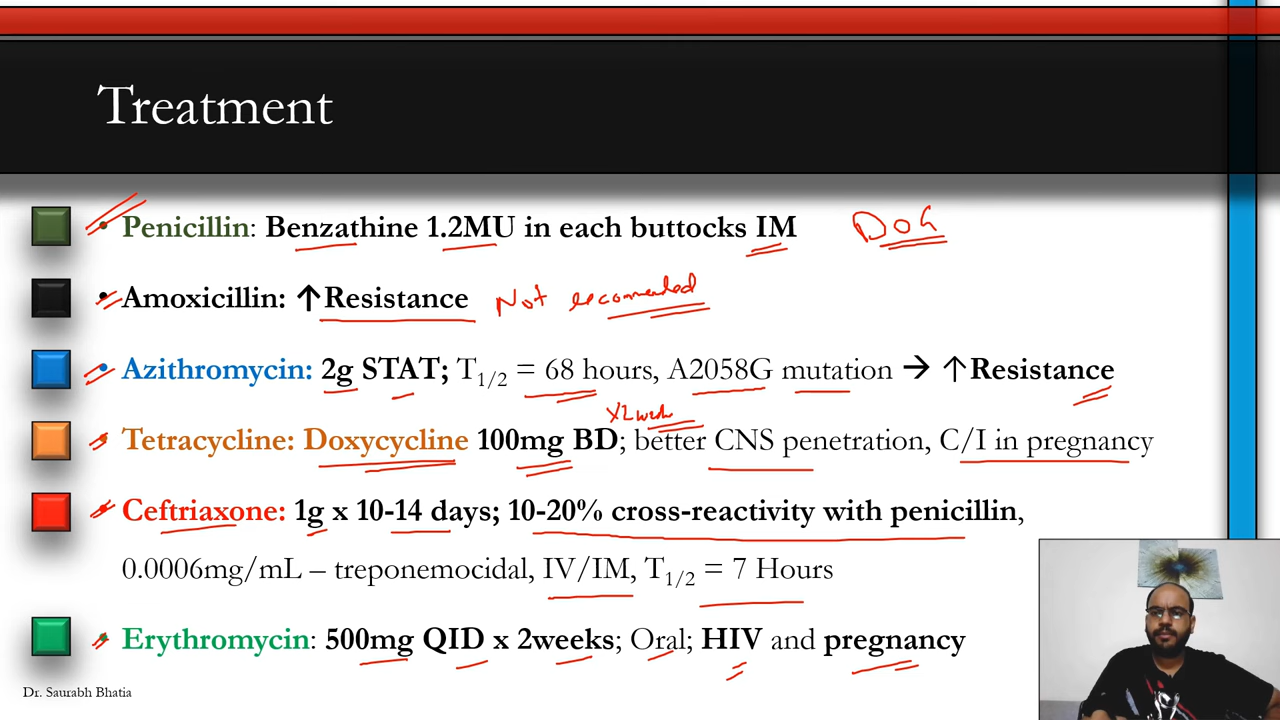 Treatment
• Penicillin: Benzathine 1.2MU in each buttocks IM DOC
• Amoxicillin: ↑Resistance Not recommended
• Azithromycin: 2g STAT; T1/2 = 68 hours, A2058G mutation → ↑Resistance
x2 week
• Tetracycline: Doxycycline 100mg BD; better CNS penetration, C/I in pregnancy
• Ceftriaxone: 1g x 10-14 days; 10-20% cross-reactivity with penicillin,
0.0006mg/mL – treponemocidal, IV/IM, T1/2 = 7 Hours
• Erythromycin: 500mg QID x 2weeks; Oral; HIV and pregnancy
Dr. Saurabh Bhatia